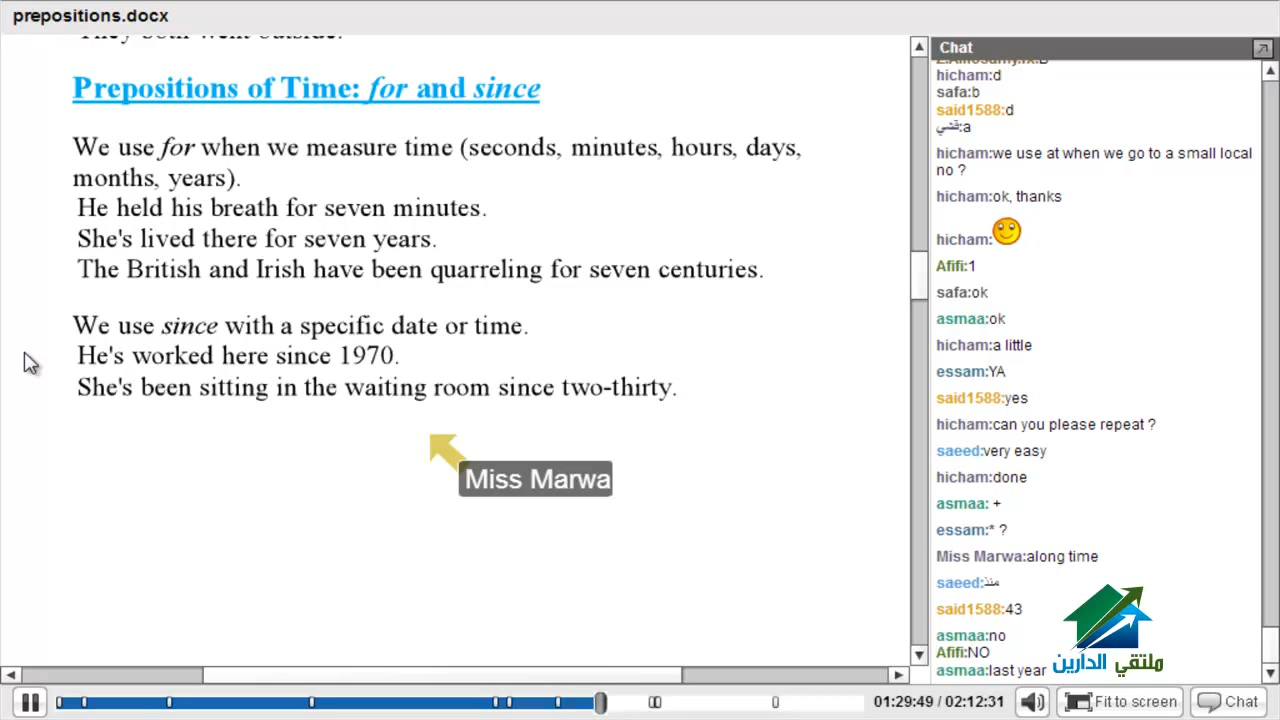 prepositions.docx
They both went outside.
Prepositions of Time: for and since
We use for when we measure time (seconds, minutes, hours, days,
months, years).
He held his breath for seven minutes.
She's lived there for seven years.
The British and Irish have been quarreling for seven centuries.
We use since with a specific date or time.
He's worked here since 1970.
She's been sitting in the waiting room since two-thirty.
Miss Marwa
Chat
hicham:d
safa:b
said1588:d
قشي:a
hicham:we use at when we go to a small local
no ?
hicham:ok, thanks
hicham:
Afifi:1
safa:ok
asmaa:ok
hicham:a little
essam:YA
said1588:yes
hicham:can you please repeat ?
saeed:very easy
hicham:done
asmaa: +
essam:* ?
Miss Marwa:along time
saeed:منذ
said1588:43
asmaa:no
Afifi:NO
asmaa:last year
ملتقي الدارين
01:29:49 / 02:12:31
Fit to screen
Chat